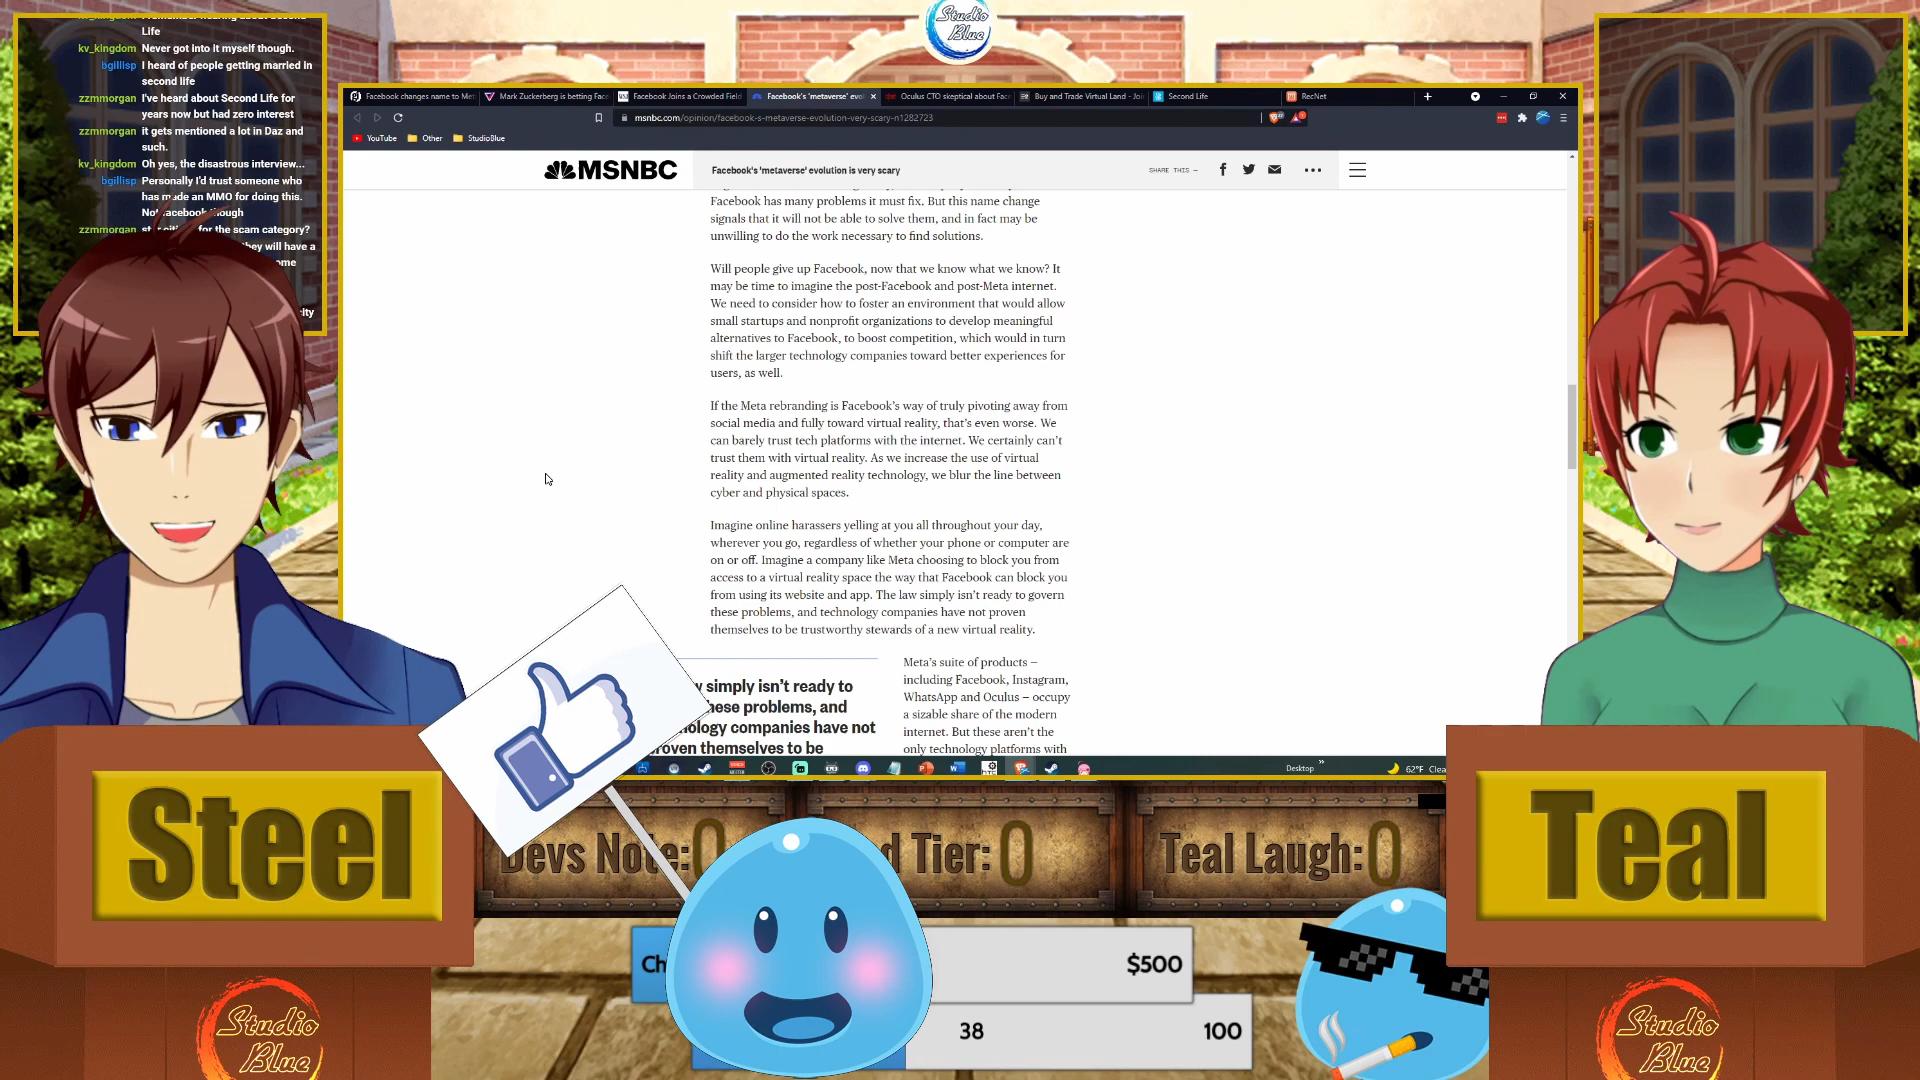 Life
kv_kingdom Never got into it myself though.
bgillisp I heard of people getting married in
second life
zzmmorgan I've heard about Second Life for
years now but had zero interest
zzmmorgan it gets mentioned a lot in Daz and
such.
kv_kingdom Oh yes, the disastrous interview...
bgillisp Personally I'd trust someone who
has made an MMO for doing this.
Not facebook though
zzmmorgan for the scam category?
they will have a
Studio
Blue
Facebook changes name to Met
Mark Zuckerberg is betting Face
Facebook Joins a Crowded Field
Facebook's 'metaverse' evol
Oculus CTO skeptical about Face
Buy and Trade Virtual Land - Joi
Second Life
RecNet
msnbc.com/opinion/facebook-s-metaverse-evolution-very-scary-n1282723
YouTube
Other
StudioBlue
MSNBC
Facebook's 'metaverse' evolution is very scary
SHARE THIS —
Facebook has many problems it must fix. But this name change
signals that it will not be able to solve them, and in fact may be
unwilling to do the work necessary to find solutions.
Will people give up Facebook, now that we know what we know? It
may be time to imagine the post-Facebook and post-Meta internet.
We need to consider how to foster an environment that would allow
small startups and nonprofit organizations to develop meaningful
alternatives to Facebook, to boost competition, which would in turn
shift the larger technology companies toward better experiences for
users, as well.
If the Meta rebranding is Facebook's way of truly pivoting away from
social media and fully toward virtual reality, that's even worse. We
can barely trust tech platforms with the internet. We certainly can't
trust them with virtual reality. As we increase the use of virtual
reality and augmented reality technology, we blur the line between
cyber and physical spaces.
Imagine online harassers yelling at you all throughout your day,
wherever you go, regardless of whether your phone or computer are
on or off. Imagine a company like Meta choosing to block you from
access to a virtual reality space the way that Facebook can block you
from using its website and app. The law simply isn't ready to govern
these problems, and technology companies have not proven
themselves to be trustworthy stewards of a new virtual reality.
simply isn't ready to
these problems, and
nology companies have not
proven themselves to be
Meta's suite of products —
including Facebook, Instagram,
WhatsApp and Oculus — occupy
a sizable share of the modern
internet. But these aren't the
only technology platforms with
Desktop
62°F Clea
Steel
Devs Note: 0
Tier: 0
Teal Laugh: 0
Teal
Ch
$500
38
100
Studio
Blue
Studio
Blue